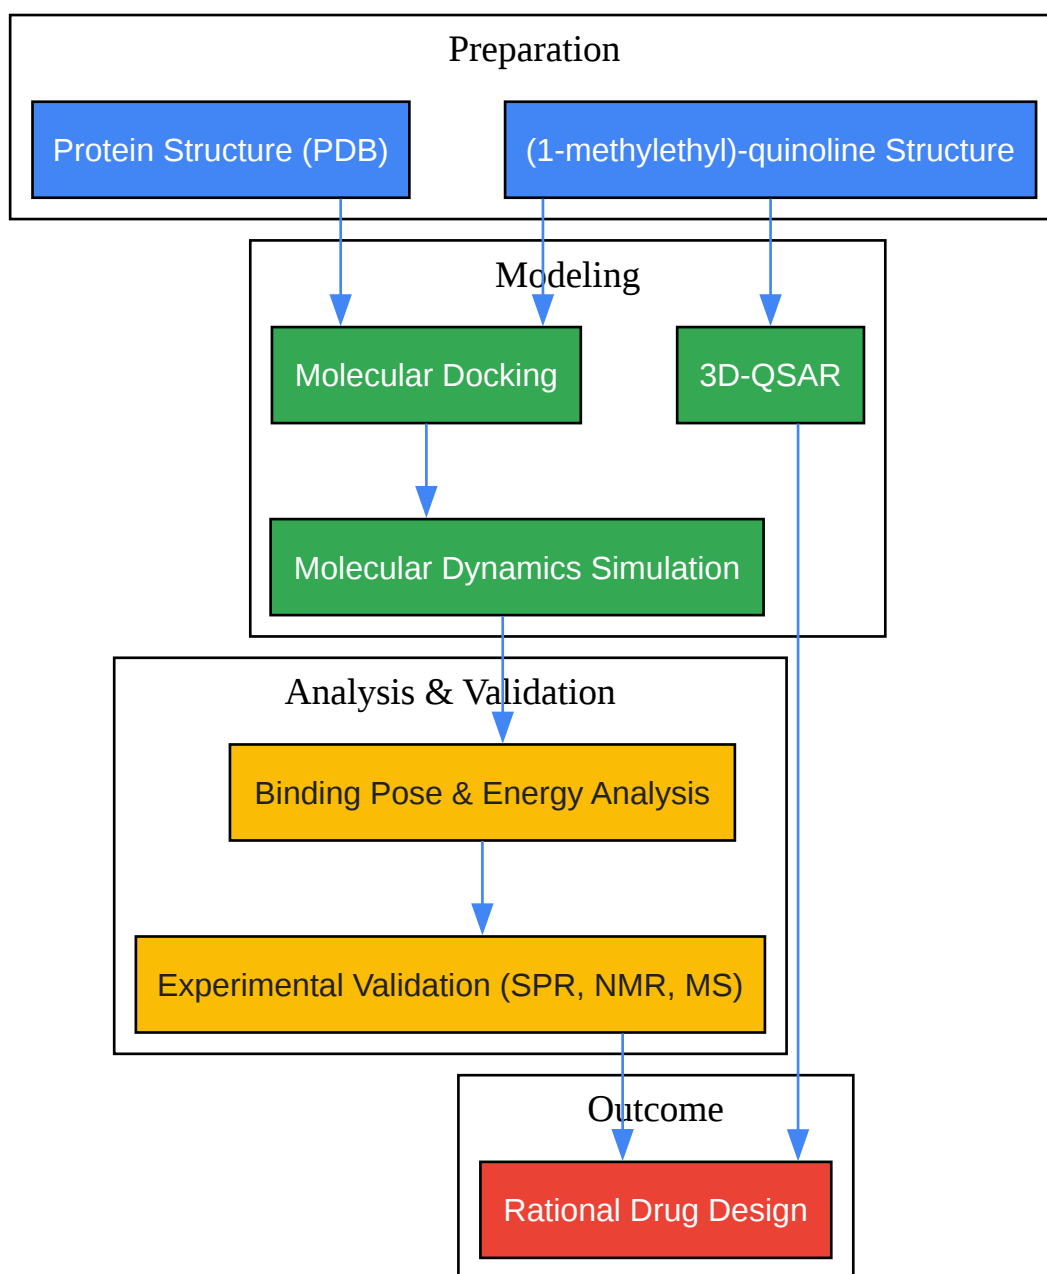 Preparation
Protein Structure (PDB)
(1-methylethyl)-quinoline Structure
Modeling
Molecular Docking
3D-QSAR
Molecular Dynamics Simulation
Analysis & Validation
Binding Pose & Energy Analysis
Experimental Validation (SPR, NMR, MS)
Outcome
Rational Drug Design